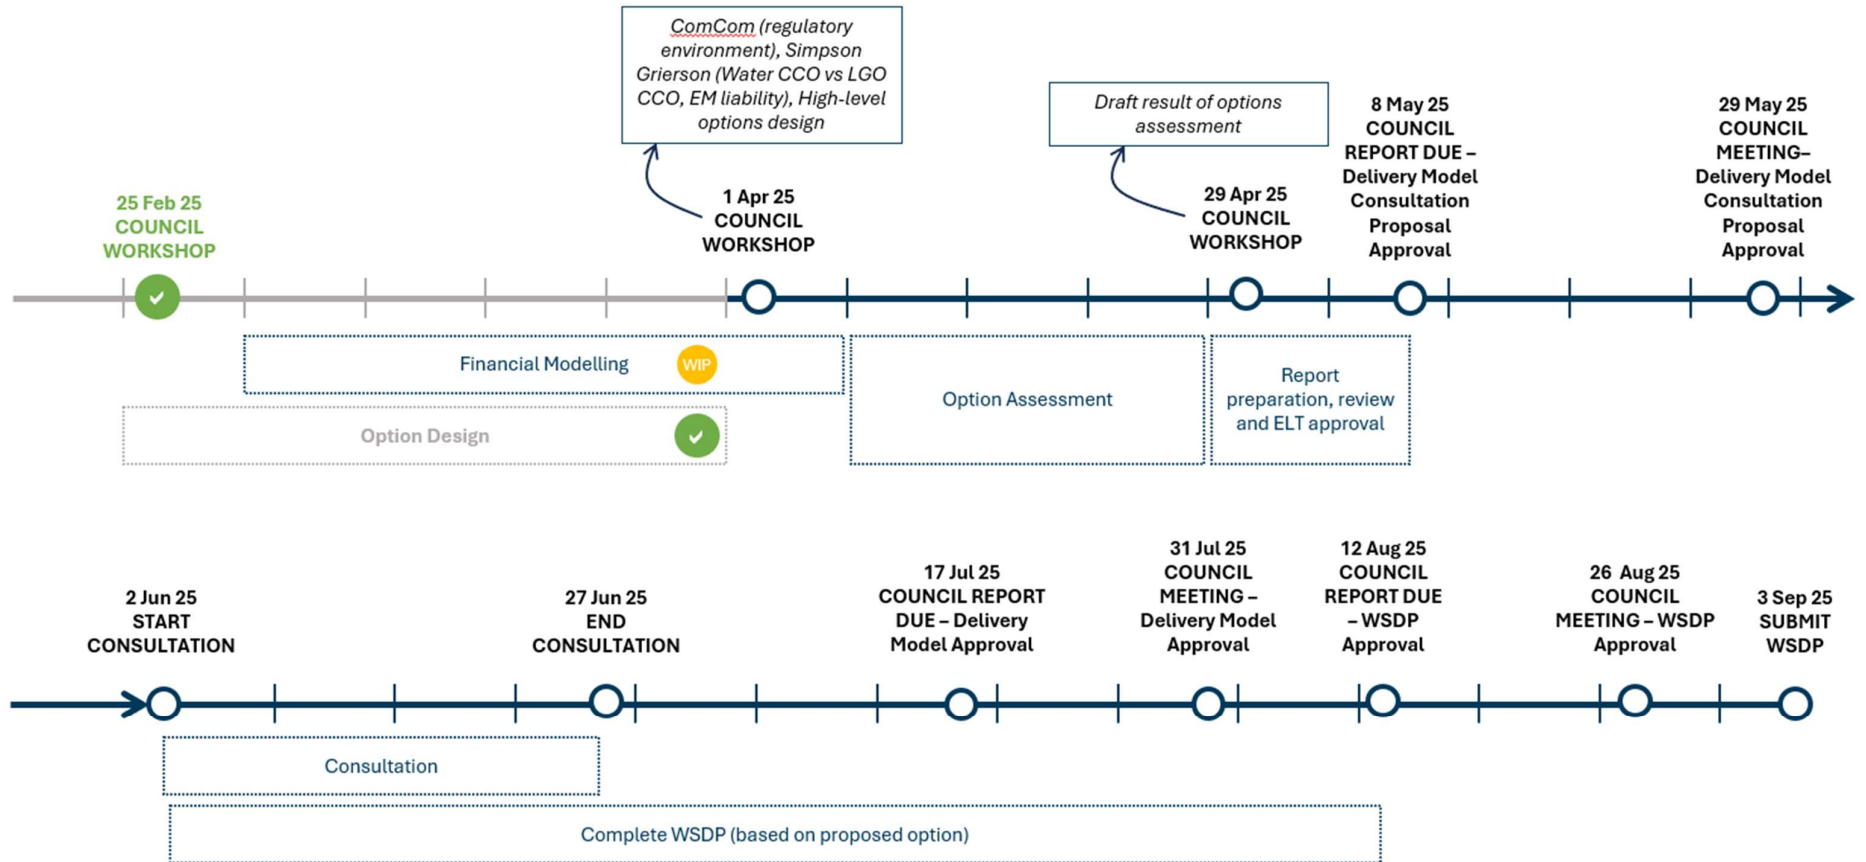 ComCom (regulatory
environment), Simpson
Grierson (Water CCO vs LGO
CCO, EM liability), High-level
options design
Draft result of options
assessment
25 Feb 25
COUNCIL
WORKSHOP
1 Apr 25
COUNCIL
WORKSHOP
29 Apr 25
COUNCIL
WORKSHOP
8 May 25
COUNCIL
REPORT DUE –
Delivery Model
Consultation
Proposal
Approval
29 May 25
COUNCIL
MEETING–
Delivery Model
Consultation
Proposal
Approval
Financial Modelling
WIP
Option Design
Option Assessment
Report
preparation, review
and ELT approval
2 Jun 25
START
CONSULTATION
27 Jun 25
END
CONSULTATION
17 Jul 25
COUNCIL REPORT
DUE – Delivery
Model Approval
31 Jul 25
COUNCIL
MEETING –
Delivery Model
Approval
12 Aug 25
COUNCIL
REPORT DUE
– WSDP
Approval
26 Aug 25
COUNCIL
MEETING – WSDP
Approval
3 Sep 25
SUBMIT
WSDP
Consultation
Complete WSDP (based on proposed option)